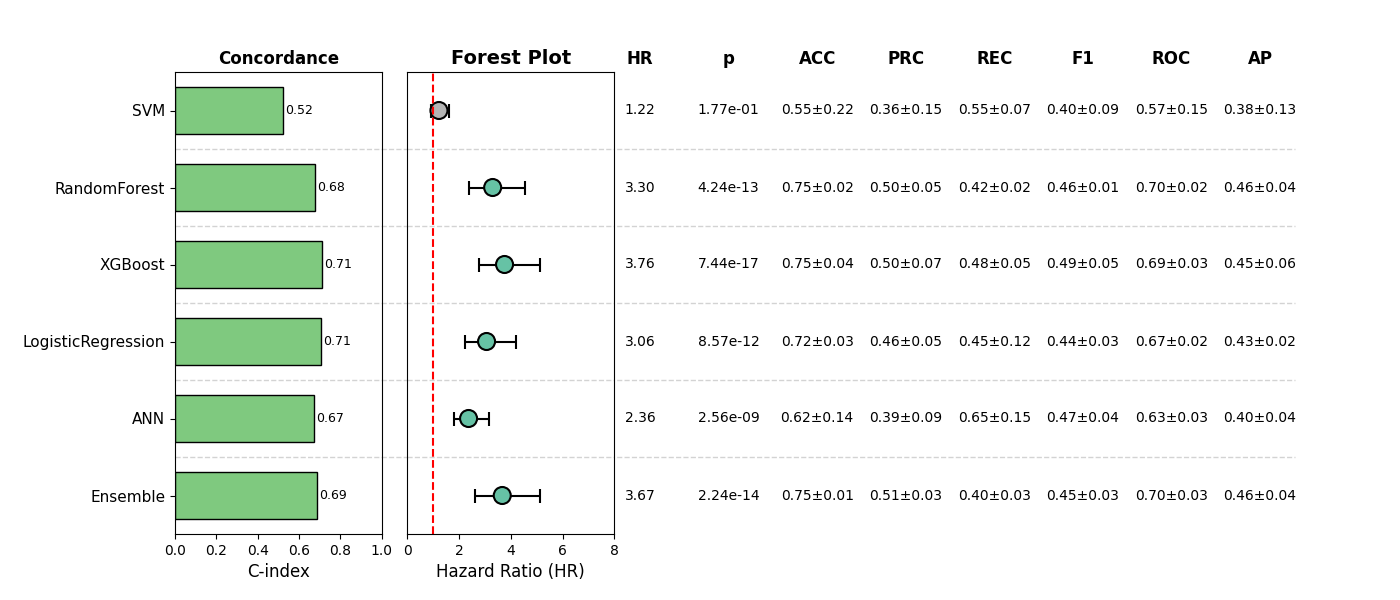 Concordance Forest Plot HR p ACC PRC REC F1 ROC AP
SVM 0.52 1.22 1.77e-01 0.55±0.22 0.36±0.15 0.55±0.07 0.40±0.09 0.57±0.15 0.38±0.13
RandomForest 0.68 3.30 4.24e-13 0.75±0.02 0.50±0.05 0.42±0.02 0.46±0.01 0.70±0.02 0.46±0.04
XGBoost 0.71 3.76 7.44e-17 0.75±0.04 0.50±0.07 0.48±0.05 0.49±0.05 0.69±0.03 0.45±0.06
LogisticRegression 0.71 3.06 8.57e-12 0.72±0.03 0.46±0.05 0.45±0.12 0.44±0.03 0.67±0.02 0.43±0.02
ANN 0.67 2.36 2.56e-09 0.62±0.14 0.39±0.09 0.65±0.15 0.47±0.04 0.63±0.03 0.40±0.04
Ensemble 0.69 3.67 2.24e-14 0.75±0.01 0.51±0.03 0.40±0.03 0.45±0.03 0.70±0.03 0.46±0.04
0.0 0.2 0.4 0.6 0.8 1.0 0 2 4 6 8
C-index Hazard Ratio (HR)